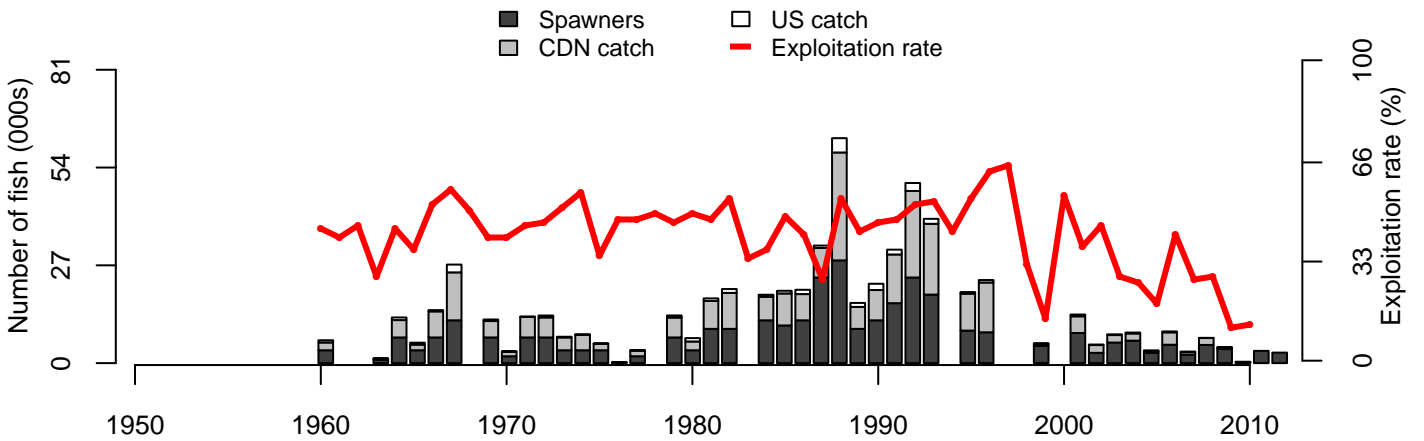 Spawners
CDN catch
US catch
Exploitation rate
Number of fish (000s)
81
54
27
0
100
66
33
0
Exploitation rate (%)
1950 1960 1970 1980 1990 2000 2010